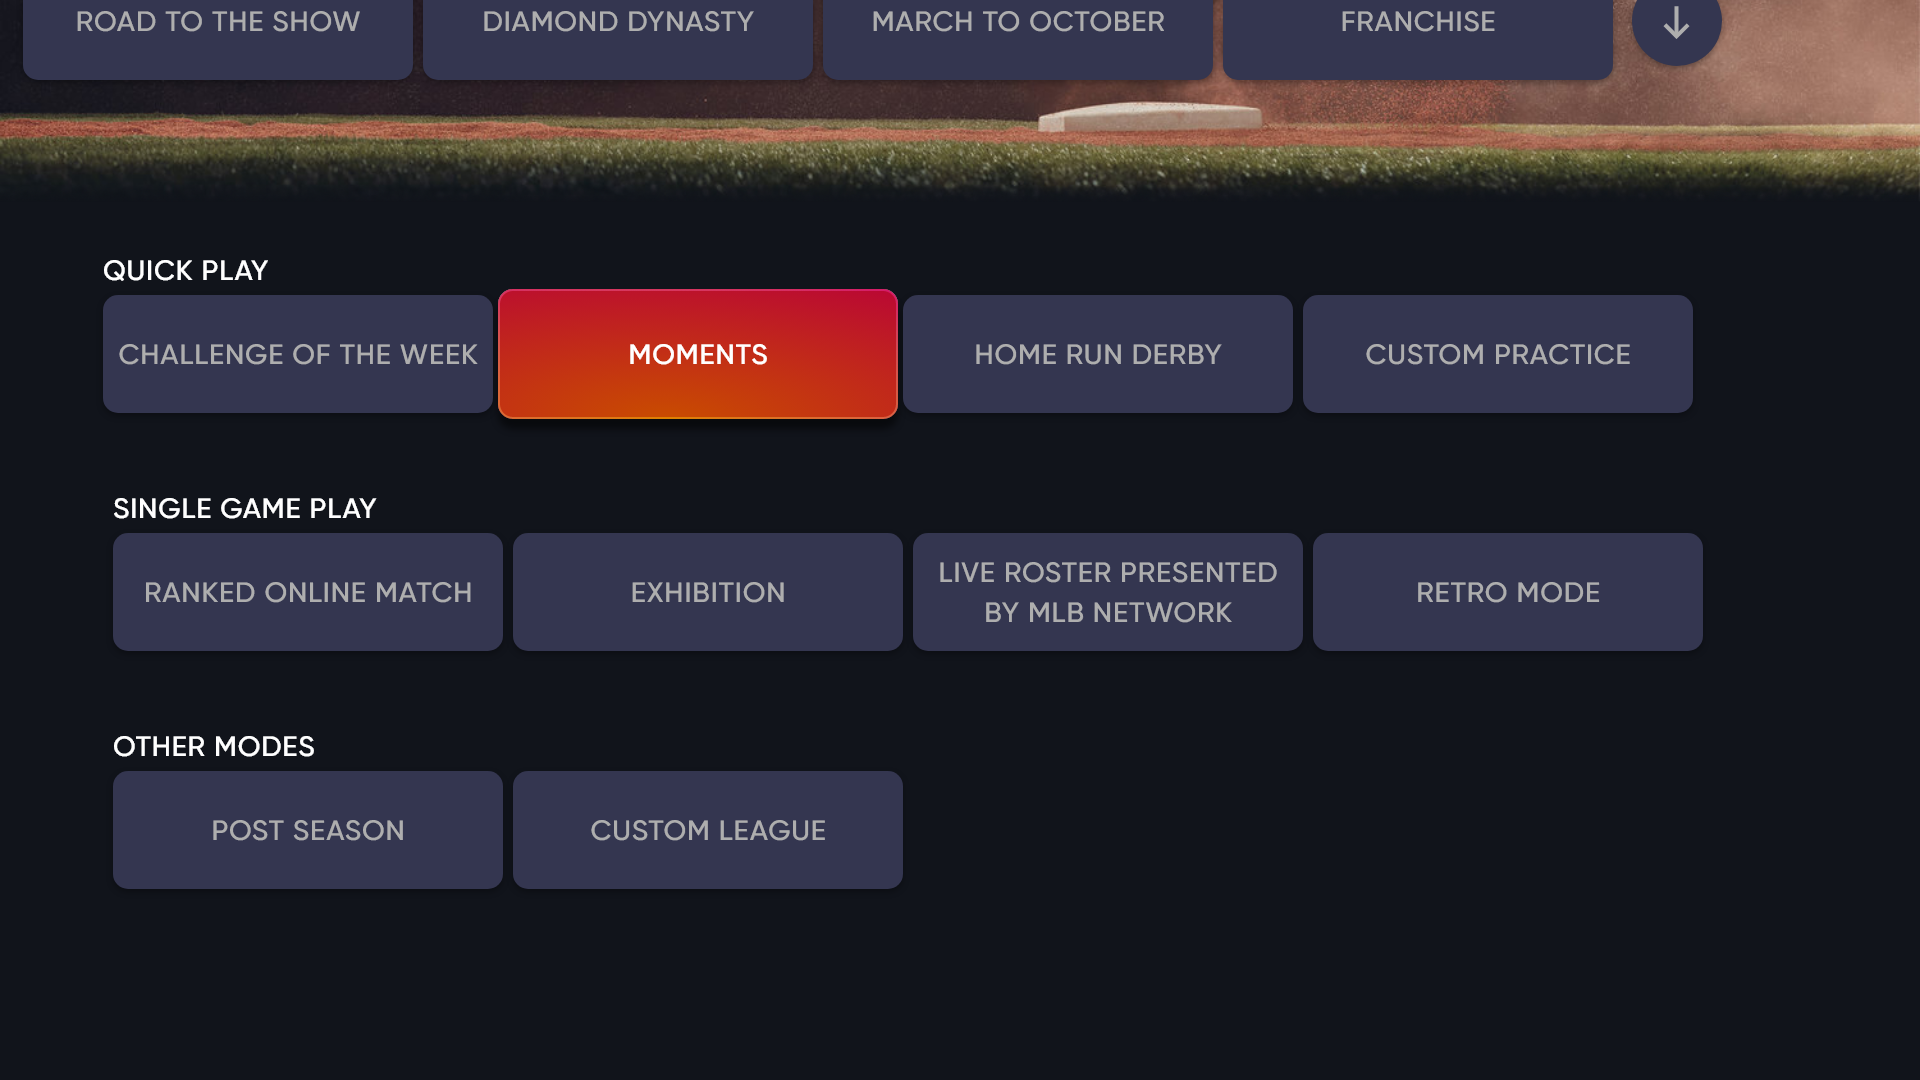 ROAD TO THE SHOW
DIAMOND DYNASTY
MARCH TO OCTOBER
FRANCHISE
QUICK PLAY
CHALLENGE OF THE WEEK
MOMENTS
HOME RUN DERBY
CUSTOM PRACTICE
SINGLE GAME PLAY
RANKED ONLINE MATCH
EXHIBITION
LIVE ROSTER PRESENTED
BY MLB NETWORK
RETRO MODE
OTHER MODES
POST SEASON
CUSTOM LEAGUE